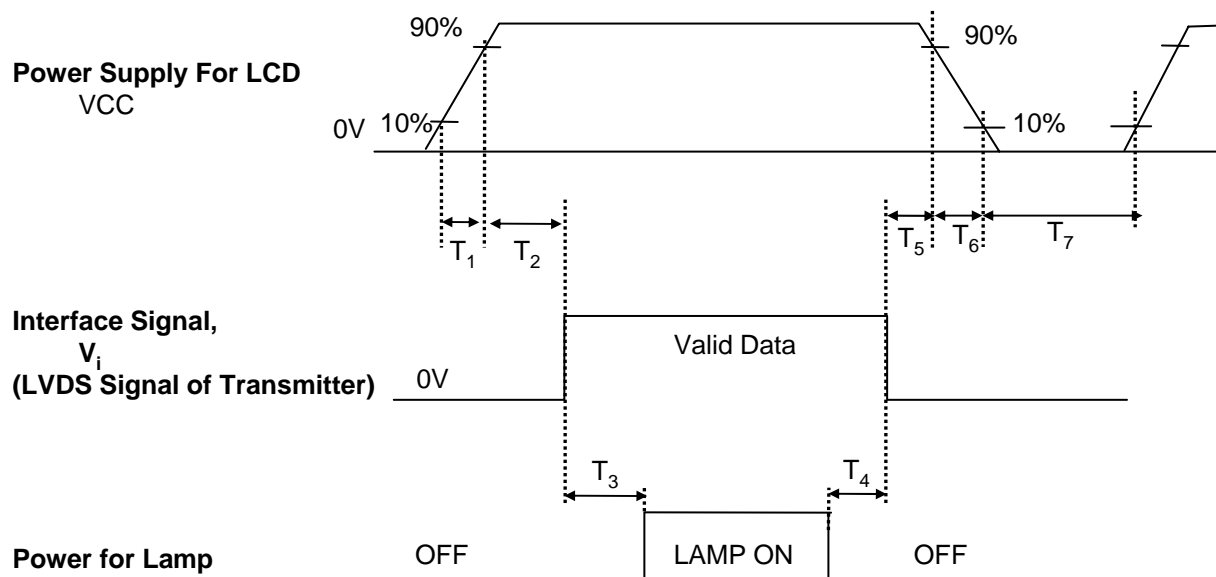 90%
90%
Power Supply For LCD
VCC
0V
10%
10%
T1
T2
T5
T6
T7
Interface Signal,
Vi
(LVDS Signal of Transmitter)
0V
Valid Data
T3
T4
Power for Lamp
OFF
LAMP ON
OFF